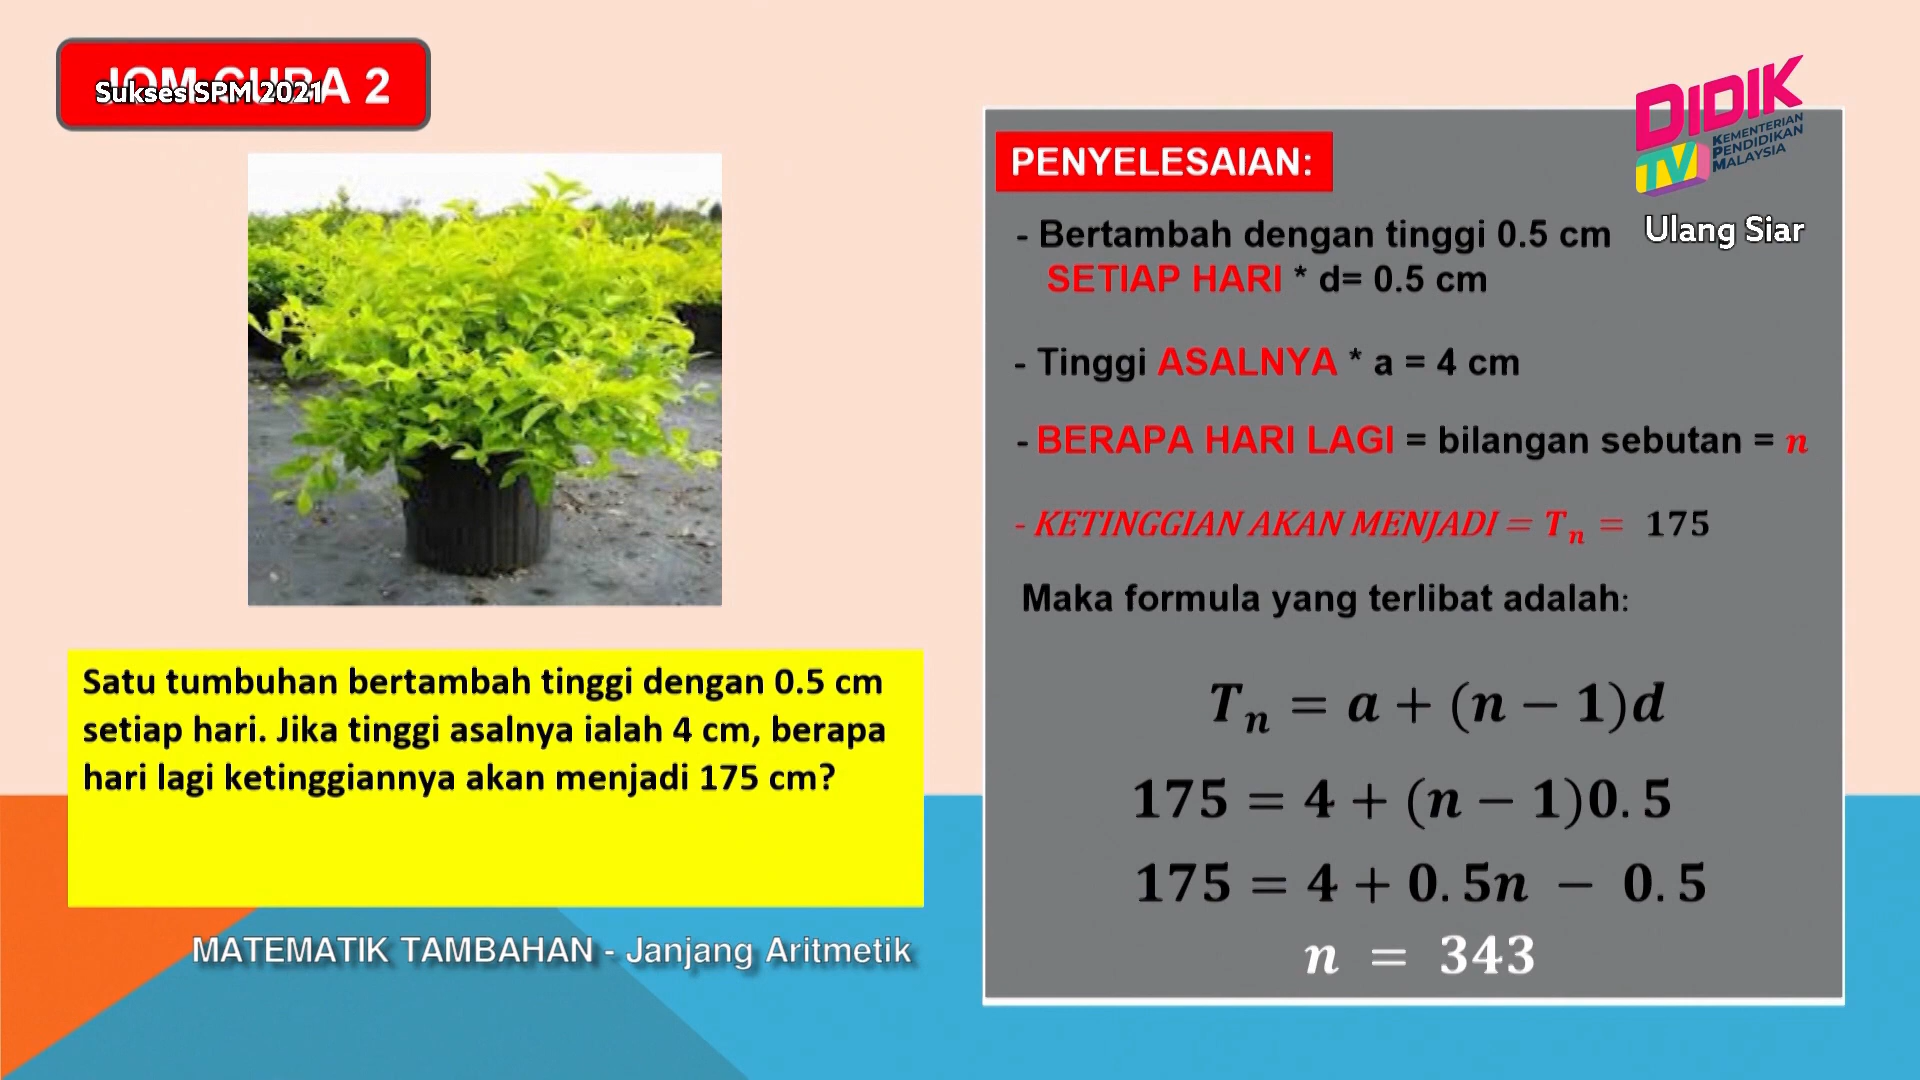 JOM CUBA 2
Sukses SPM 2021
DIDIK
TV
KEMENTERIAN
PENDIDIKAN
MALAYSIA
Ulang Siar
Satu tumbuhan bertambah tinggi dengan 0.5 cm
setiap hari. Jika tinggi asalnya ialah 4 cm, berapa
hari lagi ketinggiannya akan menjadi 175 cm?
MATEMATIK TAMBAHAN - Janjang Aritmetik
PENYELESAIAN:
- Bertambah dengan tinggi 0.5 cm
SETIAP HARI * d= 0.5 cm
- Tinggi ASALNYA * a = 4 cm
- BERAPA HARI LAGI = bilangan sebutan = n
- KETINGGIAN AKAN MENJADI = Tₙ = 175
Maka formula yang terlibat adalah:
Tₙ = a + (n − 1)d
175 = 4 + (n − 1)0.5
175 = 4 + 0.5n − 0.5
n = 343